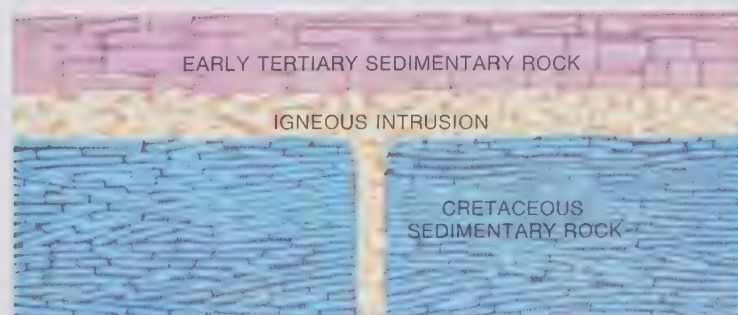 EARLY TERTIARY SEDIMENTARY ROCK
IGNEOUS INTRUSION
CRETACEOUS
SEDIMENTARY ROCK